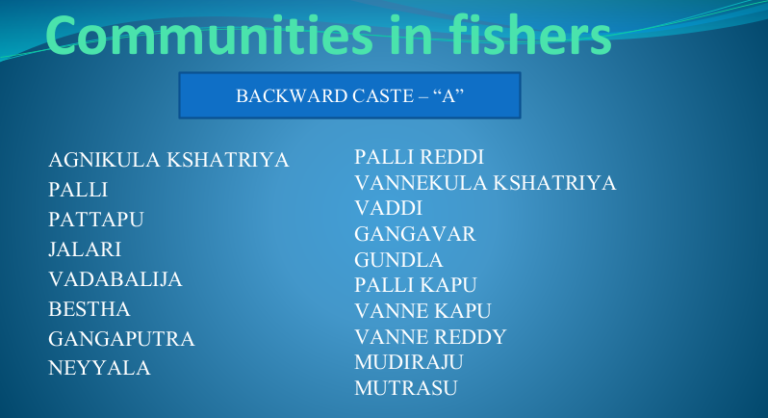 Communities in fishers
BACKWARD CASTE – “A”
AGNIKULA KSHATRIYA
PALLI
PATTAPU
JALARI
VADABALIJA
BESTHA
GANGAPUTRA
NEYYALA
PALLI REDDI
VANNEKULA KSHATRIYA
VADDI
GANGAVAR
GUNDLA
PALLI KAPU
VANNE KAPU
VANNE REDDY
MUDIRAJU
MUTRASU